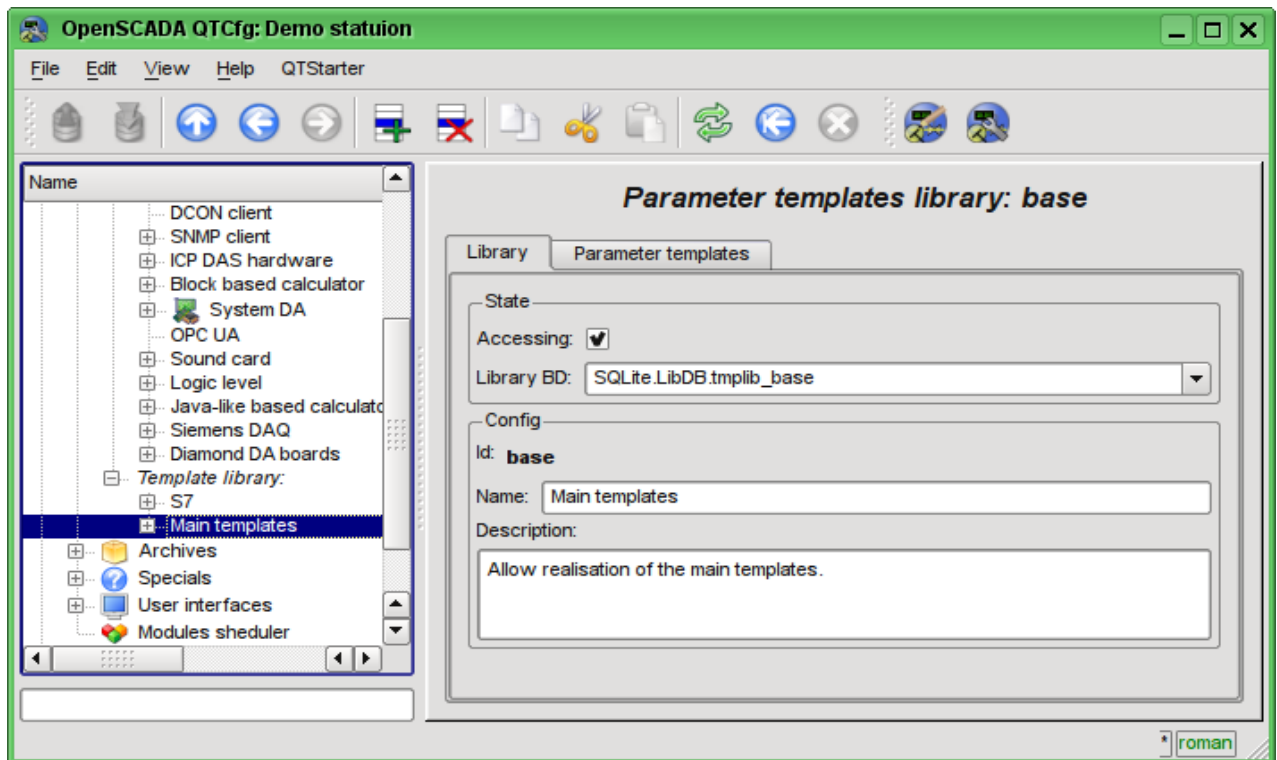 OpenSCADA QTCfg: Demo statuion
File Edit View Help QTStarter
Name
DCON client
SNMP client
ICP DAS hardware
Block based calculator
System DA
OPC UA
Sound card
Logic level
Java-like based calculato
Siemens DAQ
Diamond DA boards
Template library:
S7
Main templates
Archives
Specials
User interfaces
Modules sheduler
Parameter templates library: base
Library Parameter templates
State
Accessing:
Library BD: SQLite.LibDB.tmplib_base
Config
Id: base
Name: Main templates
Description:
Allow realisation of the main templates.
* roman